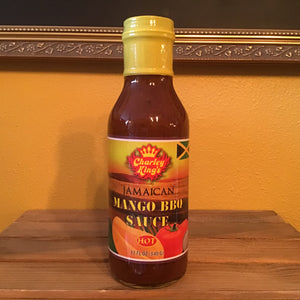 Charley
King's
JAMAICAN
MANGO BBQ
SAUCE
HOT